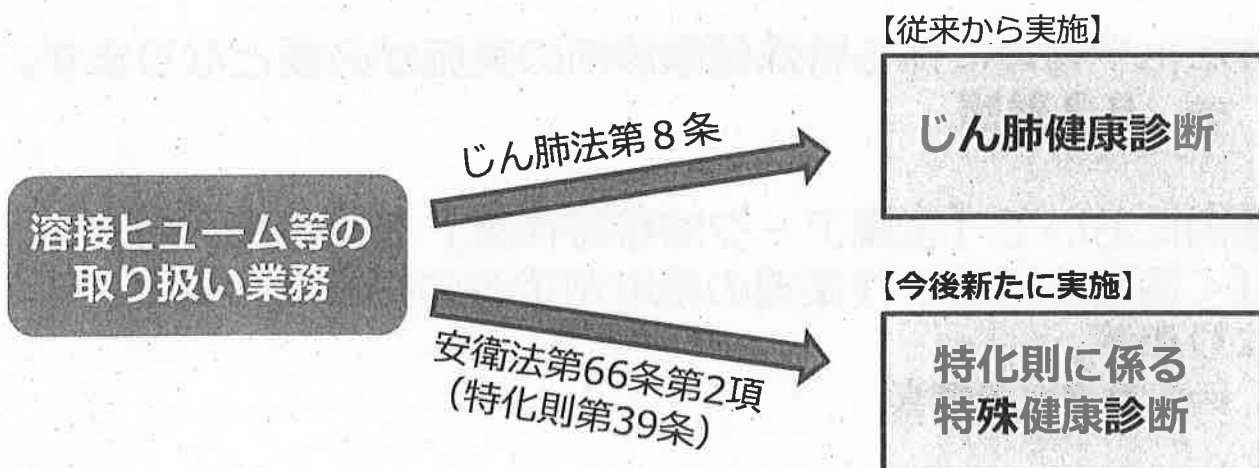 【従来から実施】
じん肺健康診断
じん肺法第8条
溶接ヒューム等の
取り扱い業務
【今後新たに実施】
安衛法第66条第2項
(特化則第39条)
特化則に係る
特殊健康診断